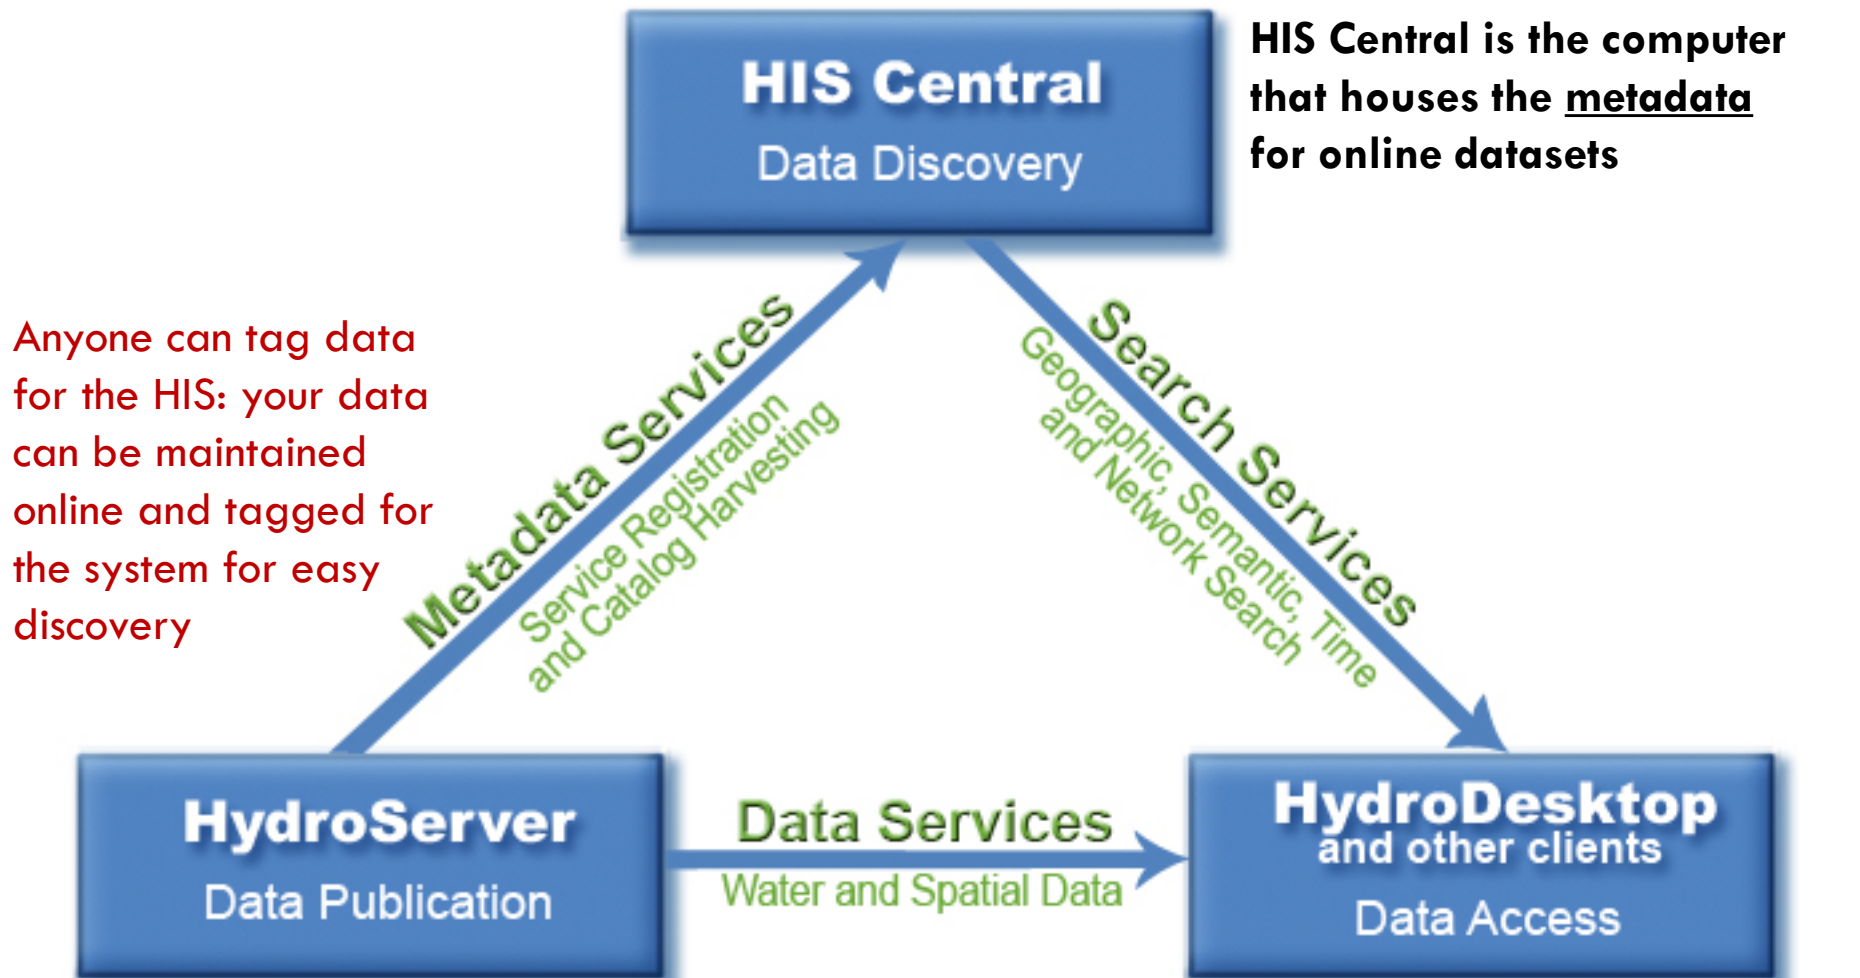 HIS Central
Data Discovery
HIS Central is the computer
that houses the metadata
for online datasets
Anyone can tag data
for the HIS: your data
can be maintained
online and tagged for
the system for easy
discovery
Metadata Services
Service Registration
and Catalog Harvesting
Search Services
Geographic, Semantic, Time
and Network Search
HydroServer
Data Publication
Data Services
Water and Spatial Data
HydroDesktop
and other clients
Data Access